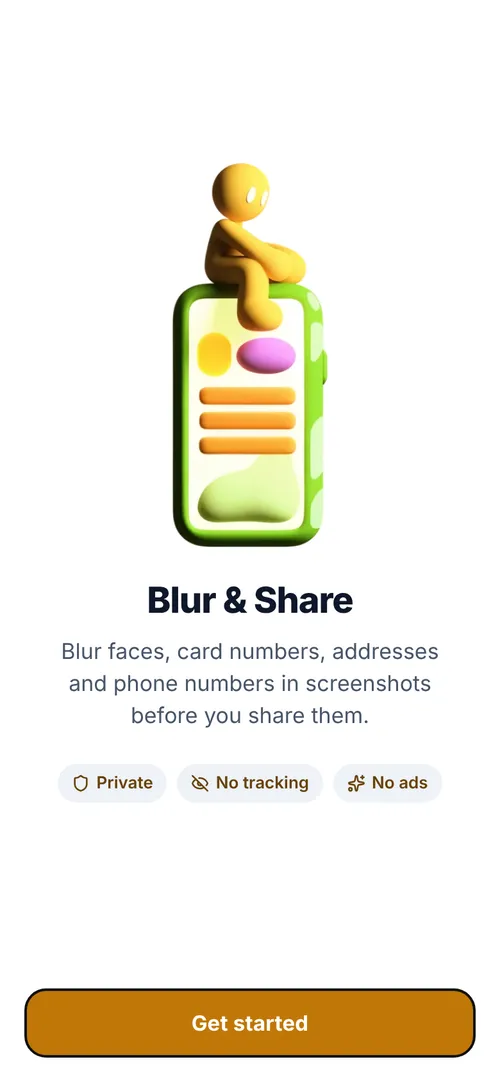 Blur & Share
Blur faces, card numbers, addresses
and phone numbers in screenshots
before you share them.
Private
No tracking
No ads
Get started